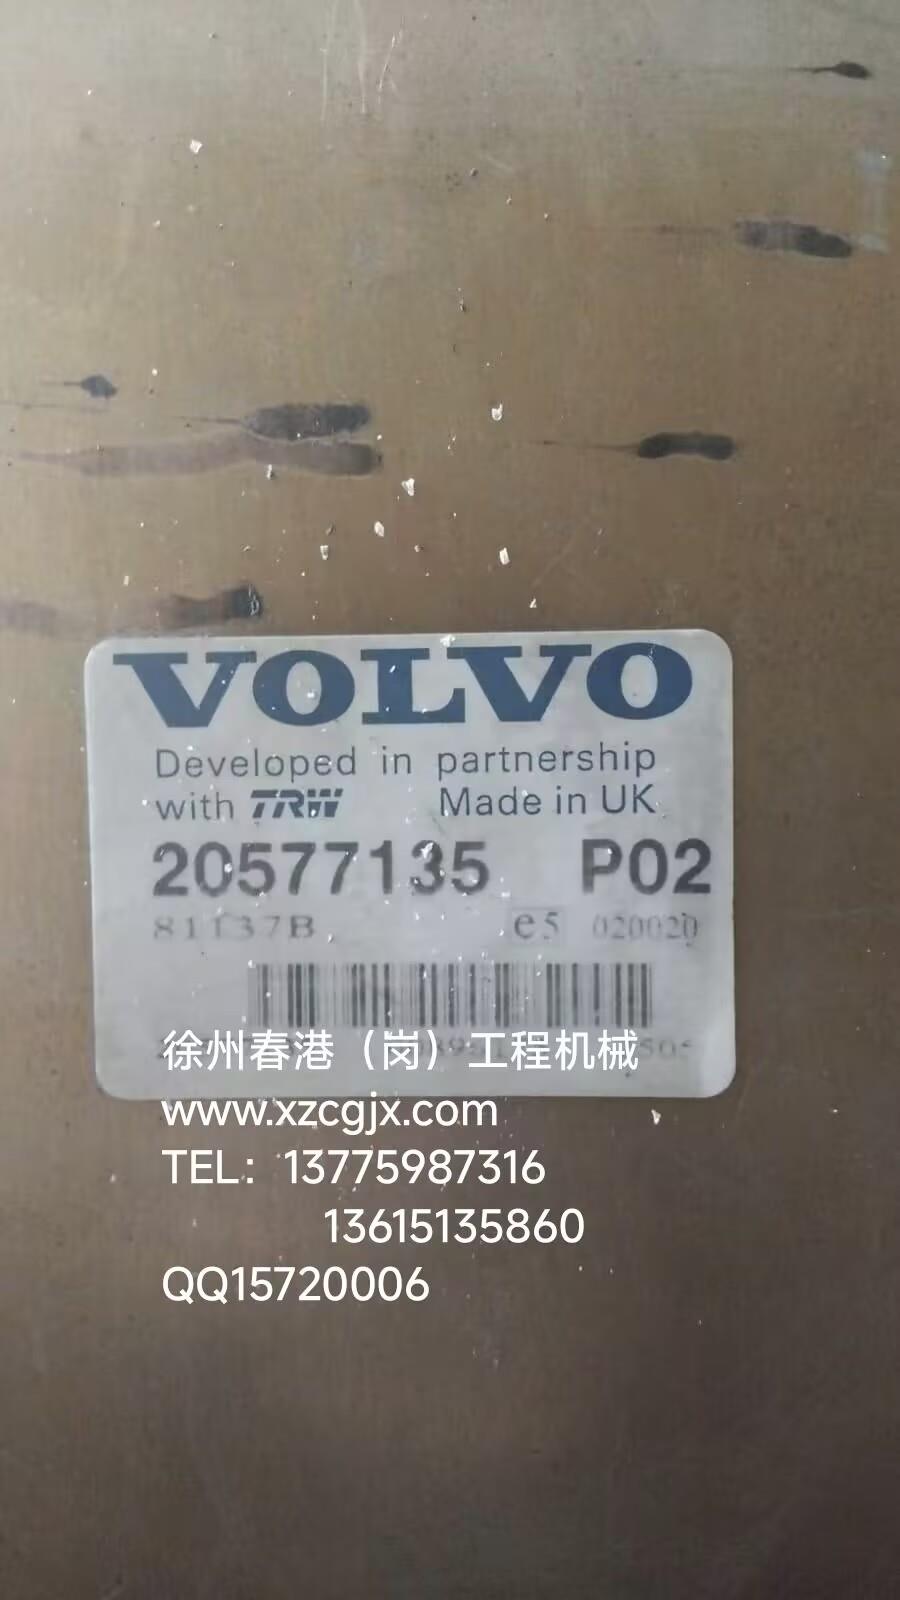 VOLVO
Developed in partnership
with TRW Made in UK
20577135 P02
81137B e5 020020
徐州春港（岗）工程机械
www.xzcgjx.com
TEL：13775987316
13615135860
QQ15720006